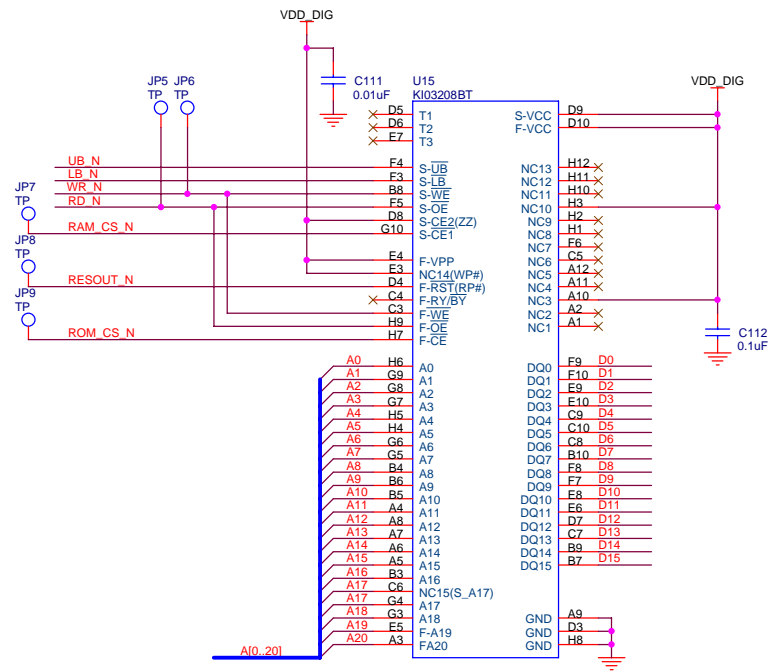 VDD_DIG
JP5 JP6
TP TP
C111
0.01uF
U15
KI03208BT
VDD_DIG
D5 T1
D6 T2
E7 T3
S-VCC D9
F-VCC D10
UB_N F4 S-UB
LB_N F3 S-LB
WR_N B8 S-WE
RD_N F5 S-OE
D8 S-CE2(ZZ)
JP7
TP
RAM_CS_N G10 S-CE1
NC13 H12
NC12 H11
NC11 H10
NC10 H3
NC9 H2
NC8 H1
NC7 F6
NC6 C5
NC5 A12
NC4 A11
NC3 A10
NC2 A2
NC1 A1
E4 F-VPP
E3 NC14(WP#)
JP8
TP
RESOUT_N D4 F-RST(RP#)
C4 F-RY/BY
C3 F-WE
H9 F-OE
JP9
TP
ROM_CS_N H7 F-CE
C112
0.1uF
A0 H6 A0
A1 G9 A1
A2 G8 A2
A3 G7 A3
A4 H5 A4
A5 H4 A5
A6 G6 A6
A7 G5 A7
A8 B4 A8
A9 B6 A9
A10 B5 A10
A11 A4 A11
A12 A8 A12
A13 A7 A13
A14 A6 A14
A15 A5 A15
A16 B3 A16
A17 C6 NC15(S_A17)
A17 G4 A17
A18 G3 A18
A19 E5 F-A19
A20 A3 FA20
A[0..20]
DQ0 F9 D0
DQ1 F10 D1
DQ2 E9 D2
DQ3 E10 D3
DQ4 C9 D4
DQ5 C10 D5
DQ6 C8 D6
DQ7 B10 D7
DQ8 F8 D8
DQ9 F7 D9
DQ10 E8 D10
DQ11 E6 D11
DQ12 D7 D12
DQ13 C7 D13
DQ14 B9 D14
DQ15 B7 D15
GND A9
GND D3
GND H8